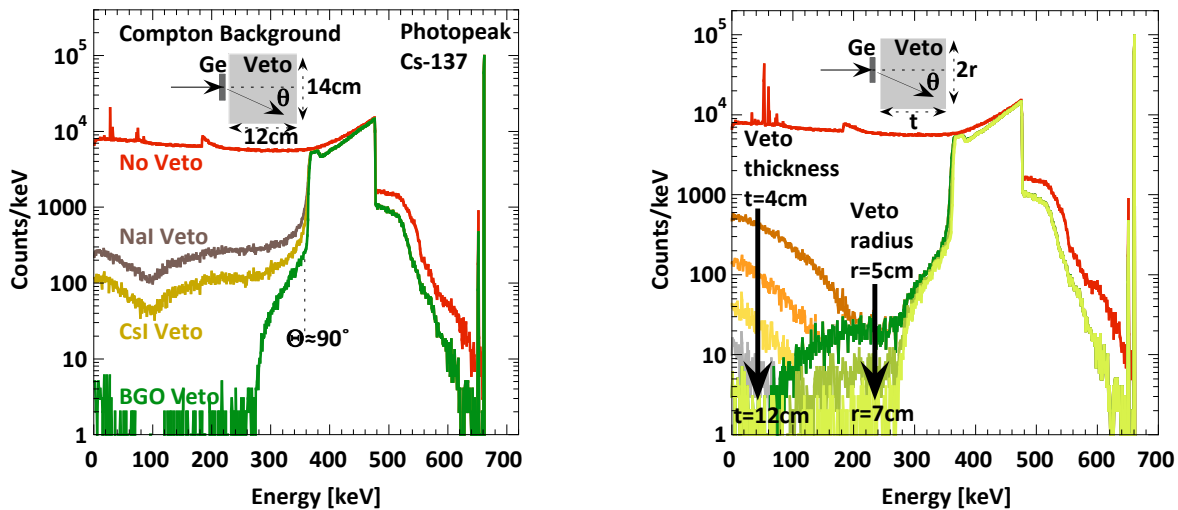 Compton Background
Photopeak
Cs-137
Ge
Veto
θ
14cm
12cm
No Veto
NaI Veto
CsI Veto
BGO Veto
Θ≈90°
Counts/keV
10⁵
10⁴
1000
100
10
1
0 100 200 300 400 500 600 700
Energy [keV]
Ge
Veto
θ
2r
t
Veto
thickness
t=4cm
Veto
radius
r=5cm
t=12cm
r=7cm
Counts/keV
10⁵
10⁴
1000
100
10
1
0 100 200 300 400 500 600 700
Energy [keV]